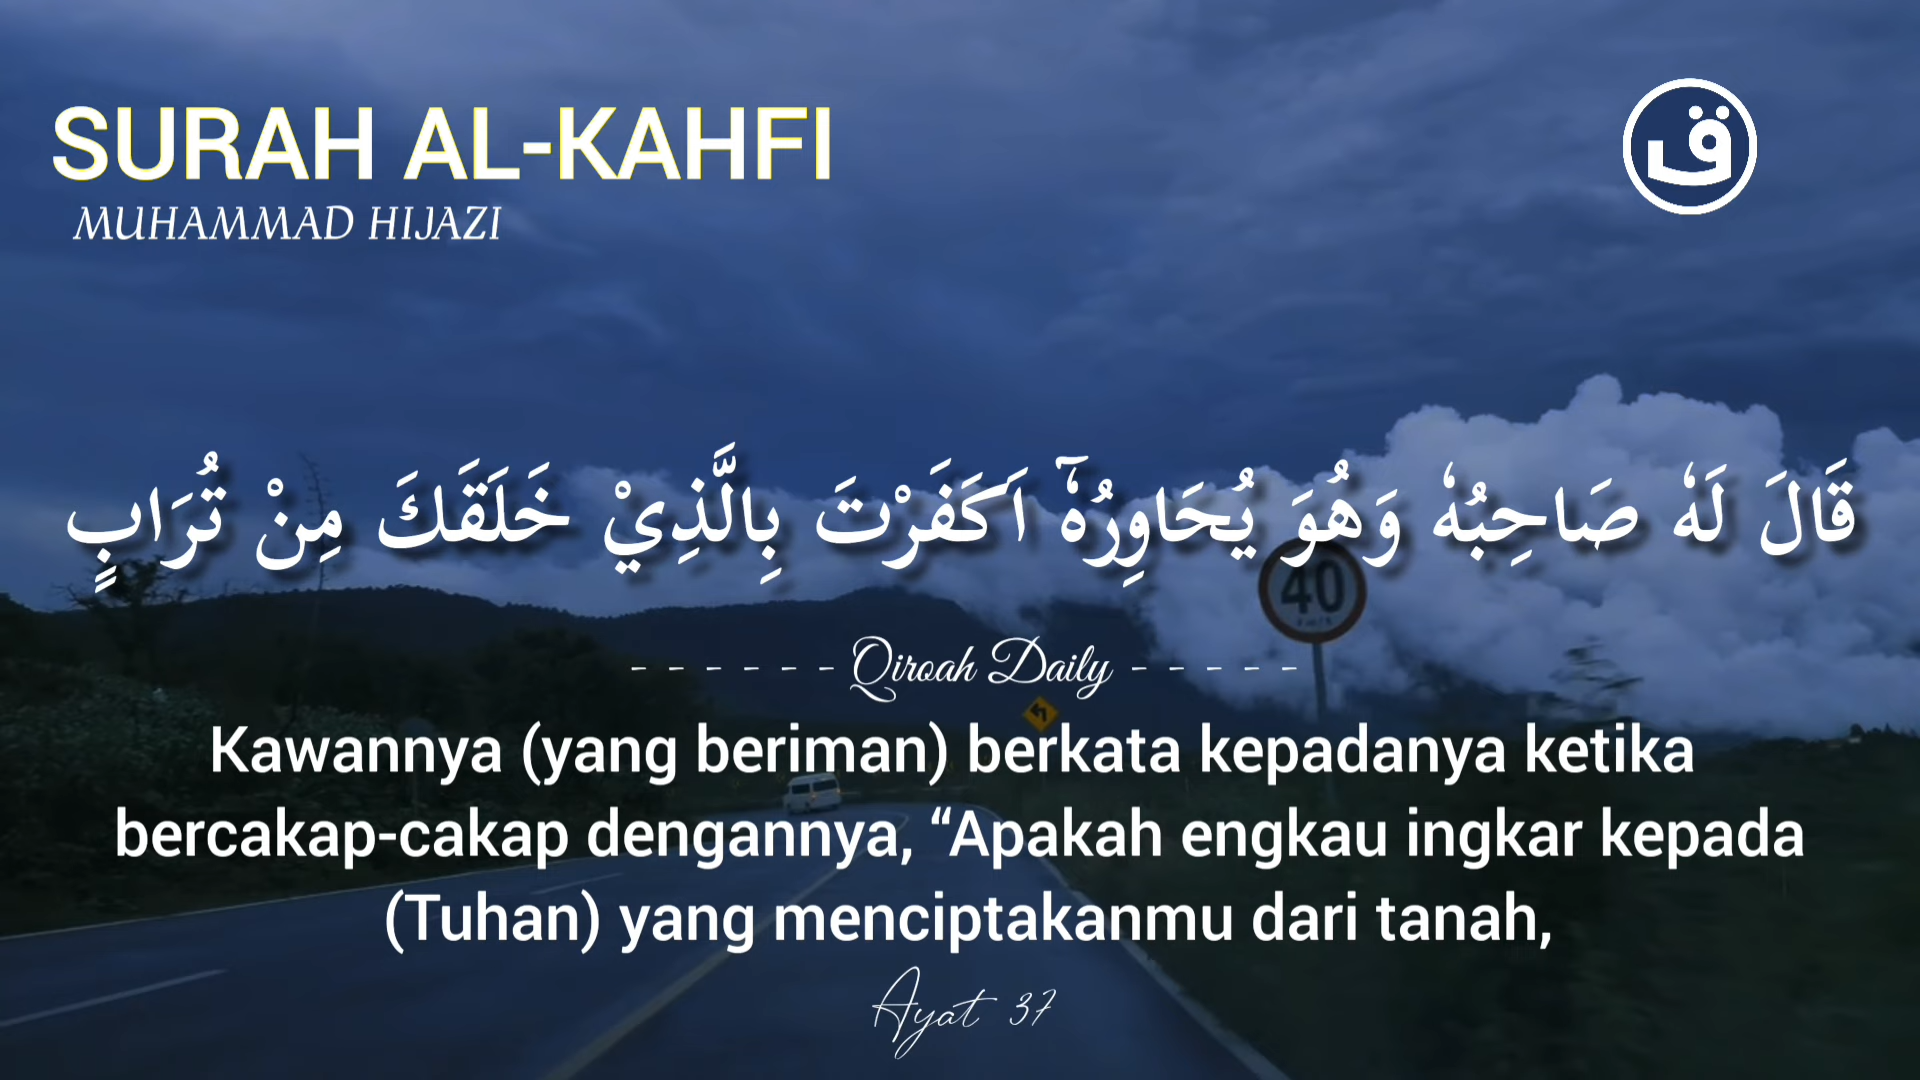 SURAH AL-KAHFI
MUHAMMAD HIJAZI
ق
قَالَ لَهٗ صَاحِبُهٗ وَهُوَ يُحَاوِرُهٗٓ اَكَفَرْتَ بِالَّذِيْ خَلَقَكَ مِنْ تُرَابٍ
40
- - - - - - Qiroah Daily - - - - -
Kawannya (yang beriman) berkata kepadanya ketika
bercakap-cakap dengannya, “Apakah engkau ingkar kepada
(Tuhan) yang menciptakanmu dari tanah,
Ayat 37